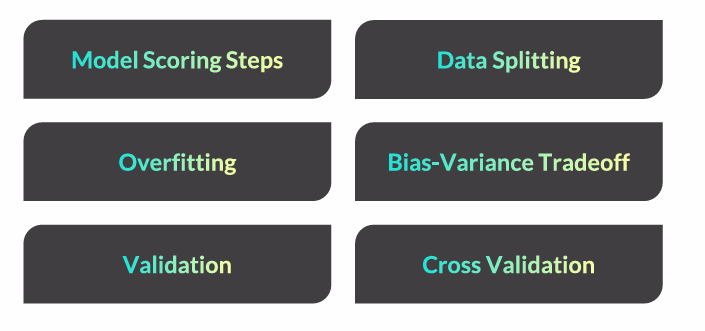 Model Scoring Steps
Data Splitting
Overfitting
Bias-Variance Tradeoff
Validation
Cross Validation